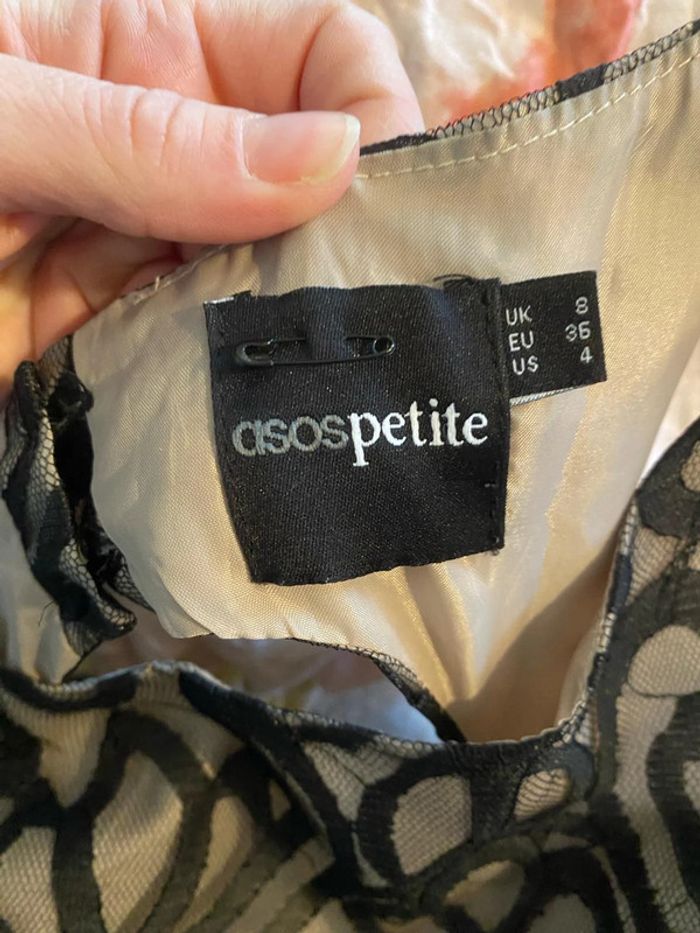 asospetite
UK 8
EU 36
US 4